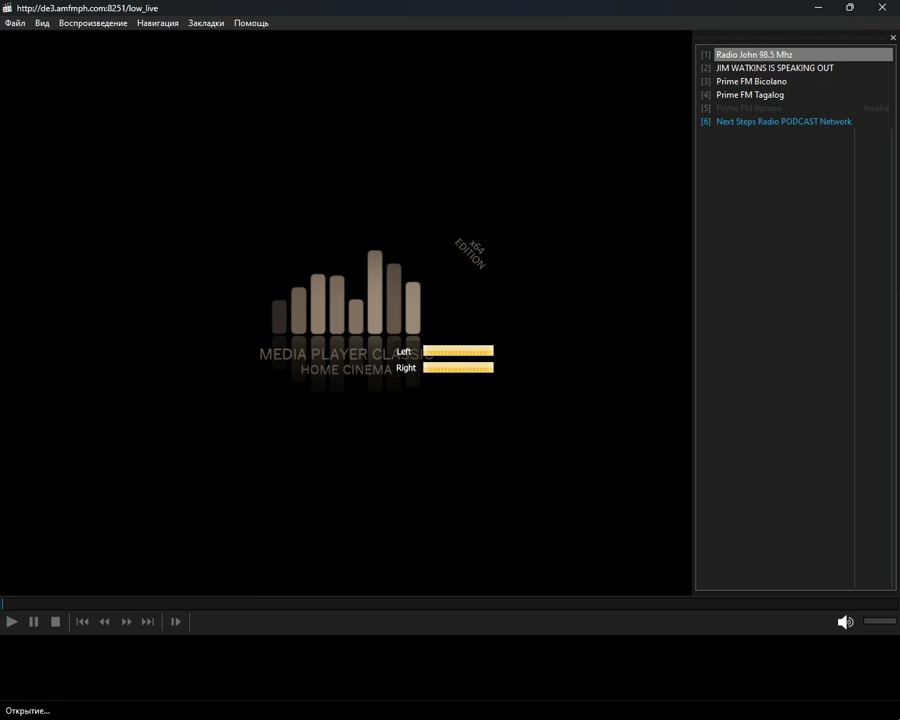 http://de3.amfmph.com:8251/low_live
Файл Вид Воспроизведение Навигация Закладки Помощь
[1] Radio John 98.5 Mhz
[2] JIM WATKINS IS SPEAKING OUT
[3] Prime FM Bicolano
[4] Prime FM Tagalog
[5] Prime FM Ilocano Invalid
[6] Next Steps Radio PODCAST Network
x64
EDITION
MEDIA PLAYER CLASSIC
HOME CINEMA
Left
Right
Открытие...